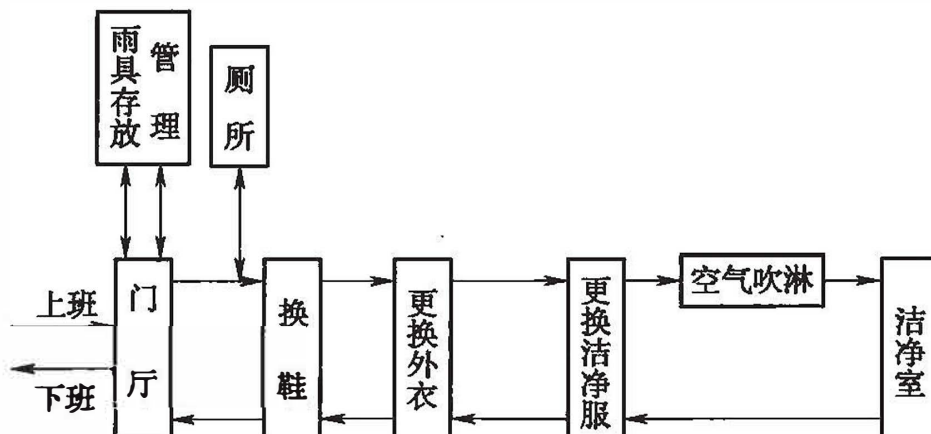 雨具存放
管理
厕所
门厅
上班
下班
换鞋
更换外衣
更换洁净服
空气吹淋
洁净室